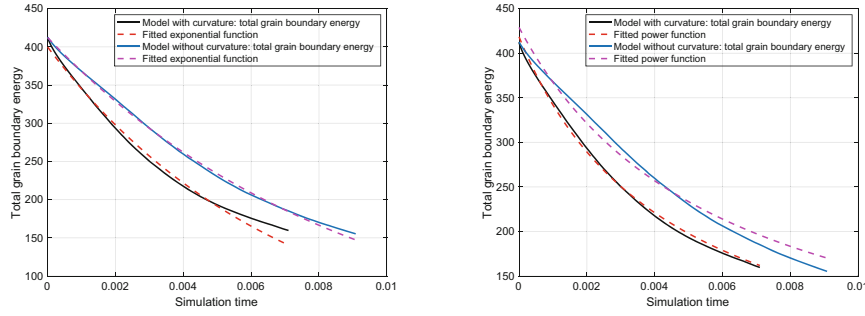 450
400
350
300
250
200
150
100
0
0.002
0.004
0.006
0.008
0.01
Total grain boundary energy
Simulation time
Model with curvature: total grain boundary energy
Fitted exponential function
Model without curvature: total grain boundary energy
Fitted exponential function
450
400
350
300
250
200
150
0
0.002
0.004
0.006
0.008
0.01
Total grain boundary energy
Simulation time
Model with curvature: total grain boundary energy
Fitted power function
Model without curvature: total grain boundary energy
Fitted power function